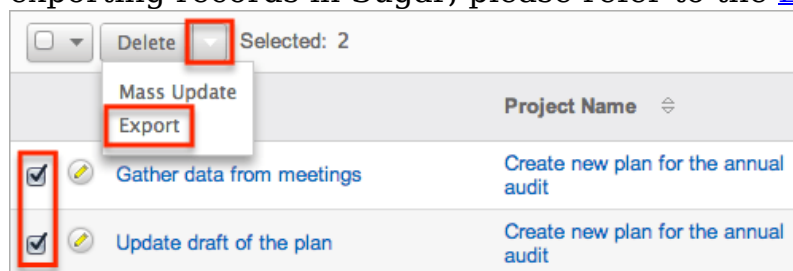 exporting records in Sugar, please refer to the
Delete Selected: 2
Mass Update
Export
Project Name
Gather data from meetings
Create new plan for the annual
audit
Update draft of the plan
Create new plan for the annual
audit